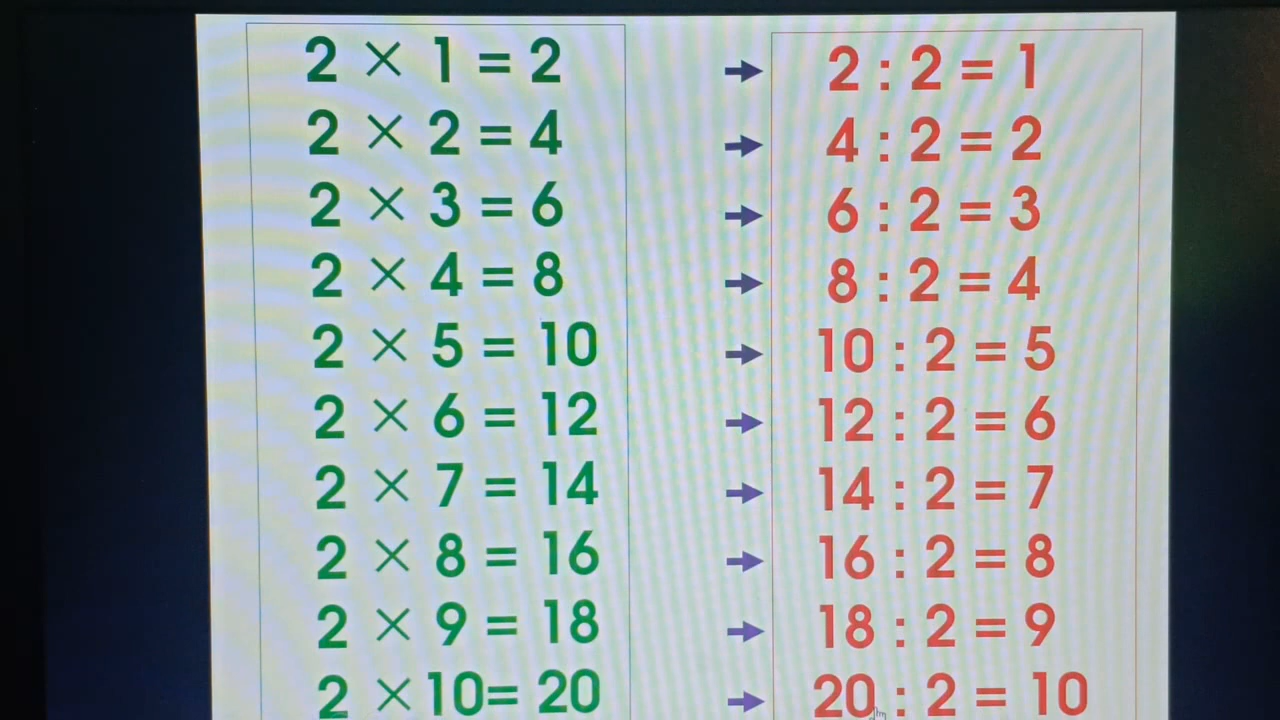 2 × 1 = 2 → 2 : 2 = 1
2 × 2 = 4 → 4 : 2 = 2
2 × 3 = 6 → 6 : 2 = 3
2 × 4 = 8 → 8 : 2 = 4
2 × 5 = 10 → 10 : 2 = 5
2 × 6 = 12 → 12 : 2 = 6
2 × 7 = 14 → 14 : 2 = 7
2 × 8 = 16 → 16 : 2 = 8
2 × 9 = 18 → 18 : 2 = 9
2 ×10= 20 → 20 : 2 = 10